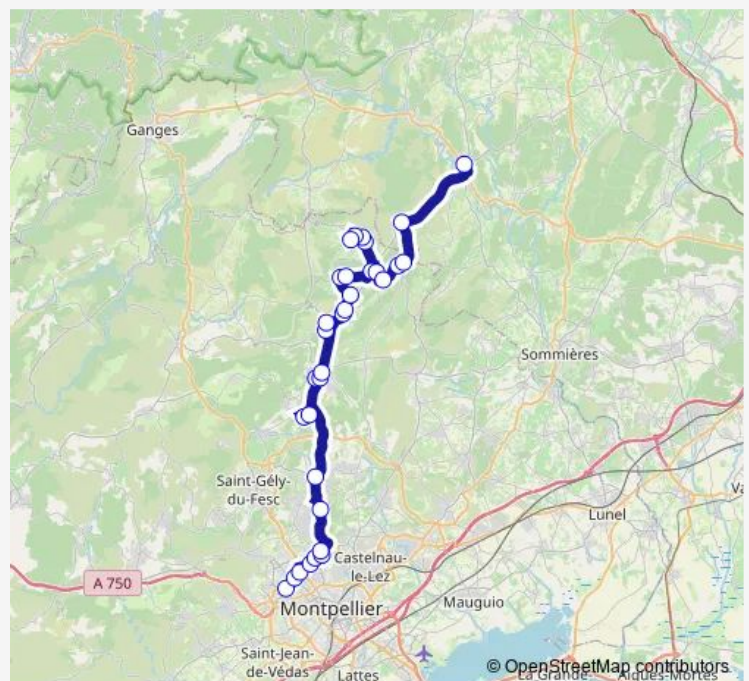 Ganges
Sommières
Saint-Gély-
du-Fesc
Lunel
Castelnau-
le-Lez
A 750
Montpellier
Mauguio
Saint-Jean-
de-Védas
Lattes
© OpenStreetMap contributors